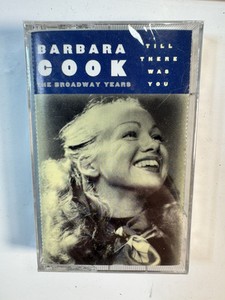 BARBARA
COOK
THE BROADWAY YEARS
TILL
THERE
WAS
YOU